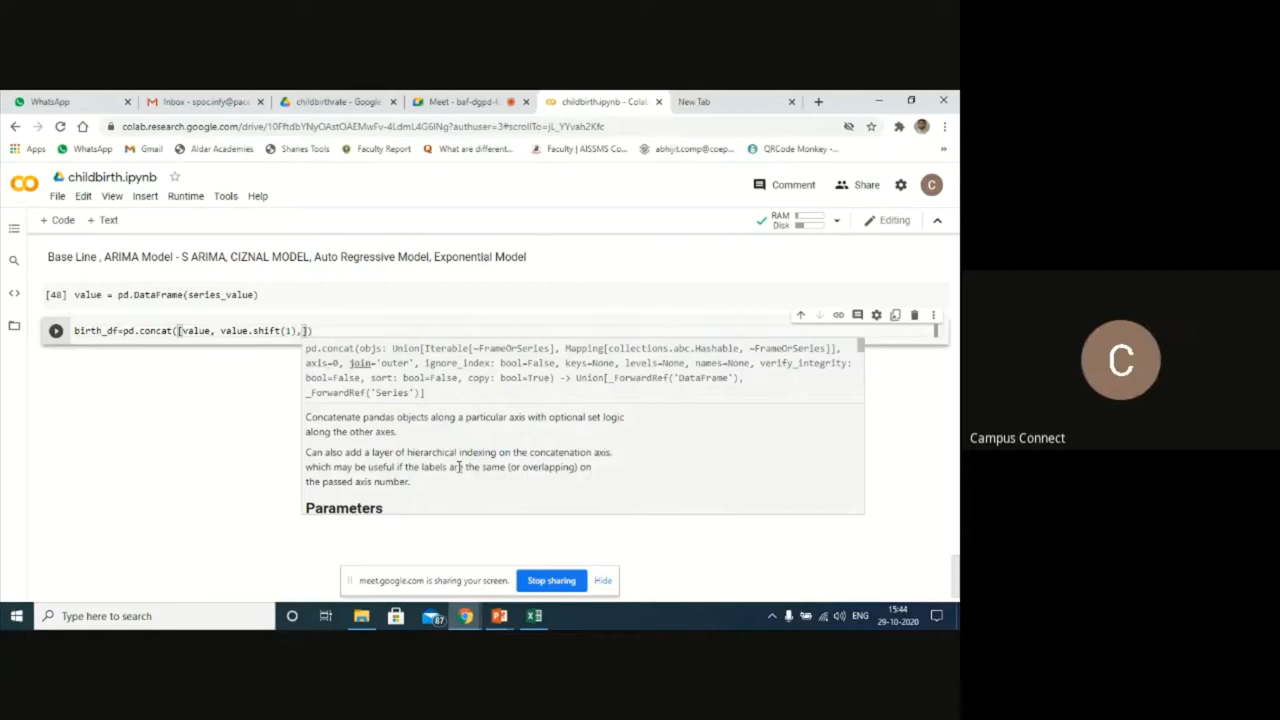 WhatsApp
Inbox - spoc.infy@pac
childbirthrate - Google
Meet - baf-dgpd-l
childbirth.ipynb - Colab
New Tab
colab.research.google.com/drive/10FftdbYNyOAstOAEMwFv-4LdmL4G6INg?authuser=3#scrollTo=jL_YYvah2Kfc
Apps
WhatsApp
Gmail
Aldar Academies
Shanes Tools
Faculty Report
What are different...
Faculty | AISSMS Co...
abhijit.comp@coep...
QRCode Monkey -...
childbirth.ipynb
Comment
Share
C
File Edit View Insert Runtime Tools Help
+ Code + Text
RAM
Disk
Editing
Base Line , ARIMA Model - S ARIMA, CIZNAL MODEL, Auto Regressive Model, Exponential Model
[48] value = pd.DataFrame(series_value)
birth_df=pd.concat([value, value.shift(1),])
pd.concat(objs: Union[Iterable[~FrameOrSeries], Mapping[collections.abc.Hashable, ~FrameOrSeries]],
axis=0, join='outer', ignore_index: bool=False, keys=None, levels=None, names=None, verify_integrity:
bool=False, sort: bool=False, copy: bool=True) -> Union[_ForwardRef('DataFrame'),
_ForwardRef('Series')]
Concatenate pandas objects along a particular axis with optional set logic
along the other axes.
Can also add a layer of hierarchical indexing on the concatenation axis,
which may be useful if the labels are the same (or overlapping) on
the passed axis number.
Parameters
meet.google.com is sharing your screen.
Stop sharing
Hide
Type here to search
87
ENG
15:44
29-10-2020
C
Campus Connect